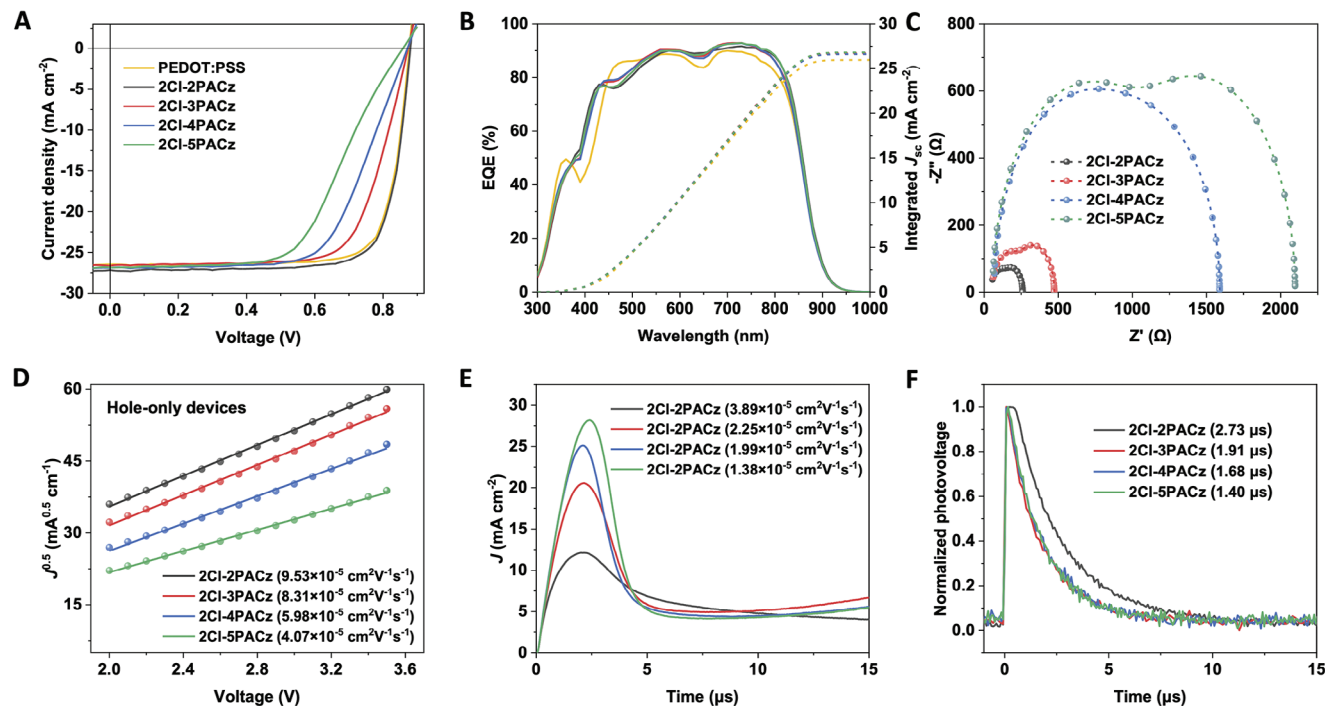 A
Current density (mA cm⁻²)
0
-5
-10
-15
-20
-25
-30
PEDOT:PSS
2Cl-2PACz
2Cl-3PACz
2Cl-4PACz
2Cl-5PACz
0.0 0.2 0.4 0.6 0.8
Voltage (V)
B
EQE (%)
100
90
80
70
60
50
40
30
20
10
0
30
25
20
15
10
5
0
Integrated Jsc (mA cm⁻²)
300 400 500 600 700 800 900 1000
Wavelength (nm)
C
-Z'' (Ω)
800
600
400
200
0
2Cl-2PACz
2Cl-3PACz
2Cl-4PACz
2Cl-5PACz
0 500 1000 1500 2000
Z' (Ω)
D
J⁰·⁵ (mA⁰·⁵ cm⁻¹)
60
45
30
15
Hole-only devices
2Cl-2PACz (9.53×10⁻⁵ cm²V⁻¹s⁻¹)
2Cl-3PACz (8.31×10⁻⁵ cm²V⁻¹s⁻¹)
2Cl-4PACz (5.98×10⁻⁵ cm²V⁻¹s⁻¹)
2Cl-5PACz (4.07×10⁻⁵ cm²V⁻¹s⁻¹)
2.0 2.4 2.8 3.2 3.6
Voltage (V)
E
J (mA cm⁻²)
30
25
20
15
10
5
0
2Cl-2PACz (3.89×10⁻⁵ cm²V⁻¹s⁻¹)
2Cl-2PACz (2.25×10⁻⁵ cm²V⁻¹s⁻¹)
2Cl-2PACz (1.99×10⁻⁵ cm²V⁻¹s⁻¹)
2Cl-2PACz (1.38×10⁻⁵ cm²V⁻¹s⁻¹)
0 5 10 15
Time (μs)
F
Normalized photovoltage
1.0
0.8
0.6
0.4
0.2
0.0
2Cl-2PACz (2.73 μs)
2Cl-3PACz (1.91 μs)
2Cl-4PACz (1.68 μs)
2Cl-5PACz (1.40 μs)
0 5 10 15
Time (μs)